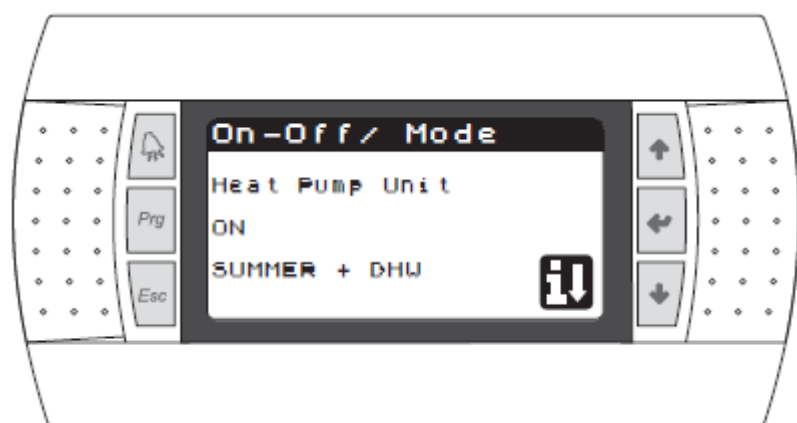 On-Off/ Mode
Heat Pump Unit
ON
SUMMER + DHW
i
Prg
Esc